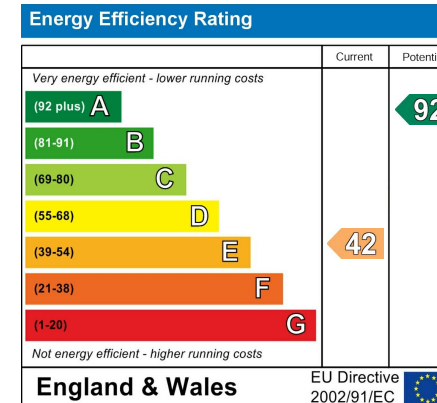 Energy Efficiency Rating
Current
Very energy efficient - lower running costs
(92 plus) A
92
(81-91) B
(69-80) C
(55-68) D
(39-54) E
42
(21-38) F
(1-20) G
Not energy efficient - higher running costs
England & Wales
EU Directive
2002/91/EC